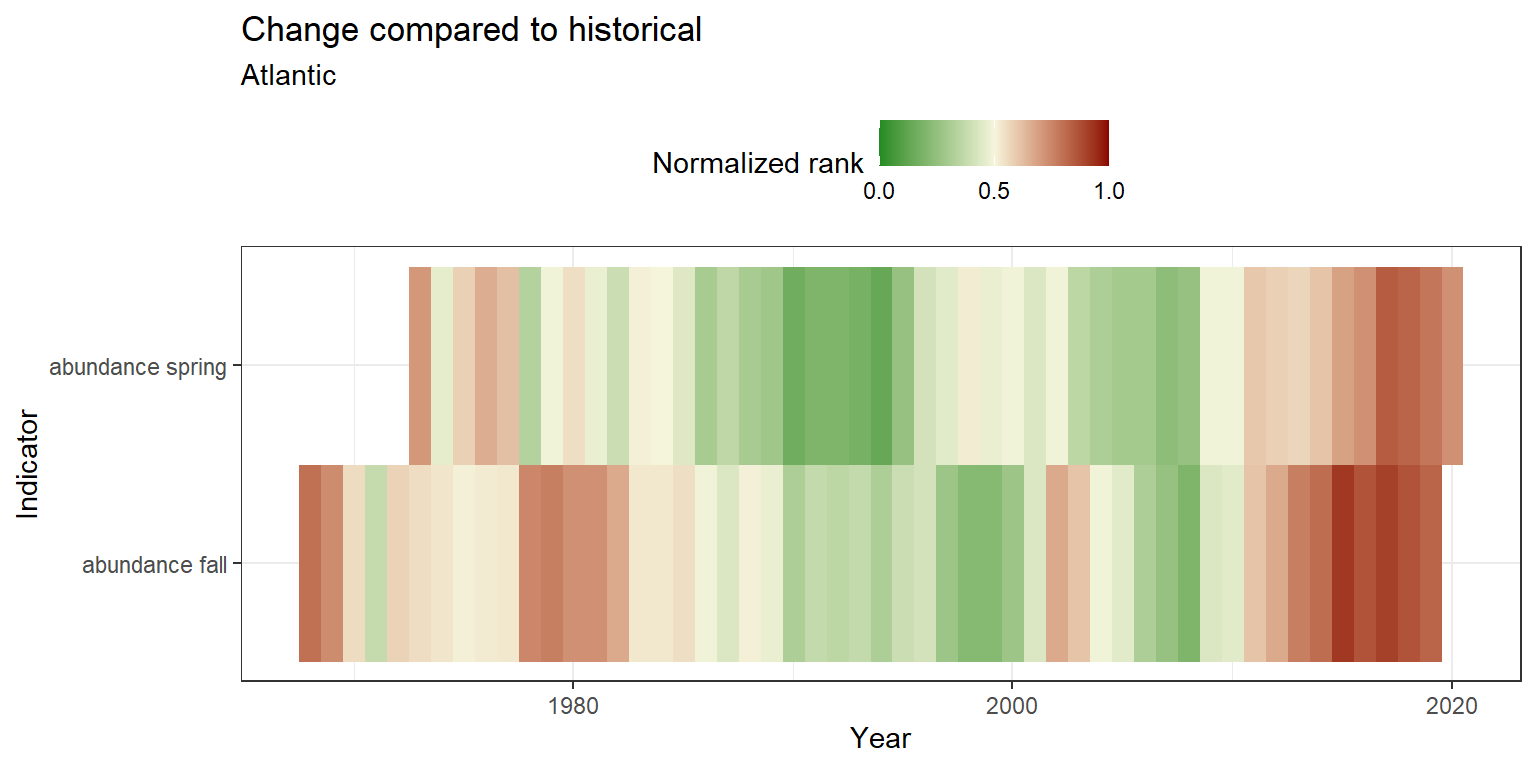 Change compared to historical
Atlantic
Normalized rank
0.0 0.5 1.0
Indicator
abundance spring
abundance fall
1980 2000 2020
Year